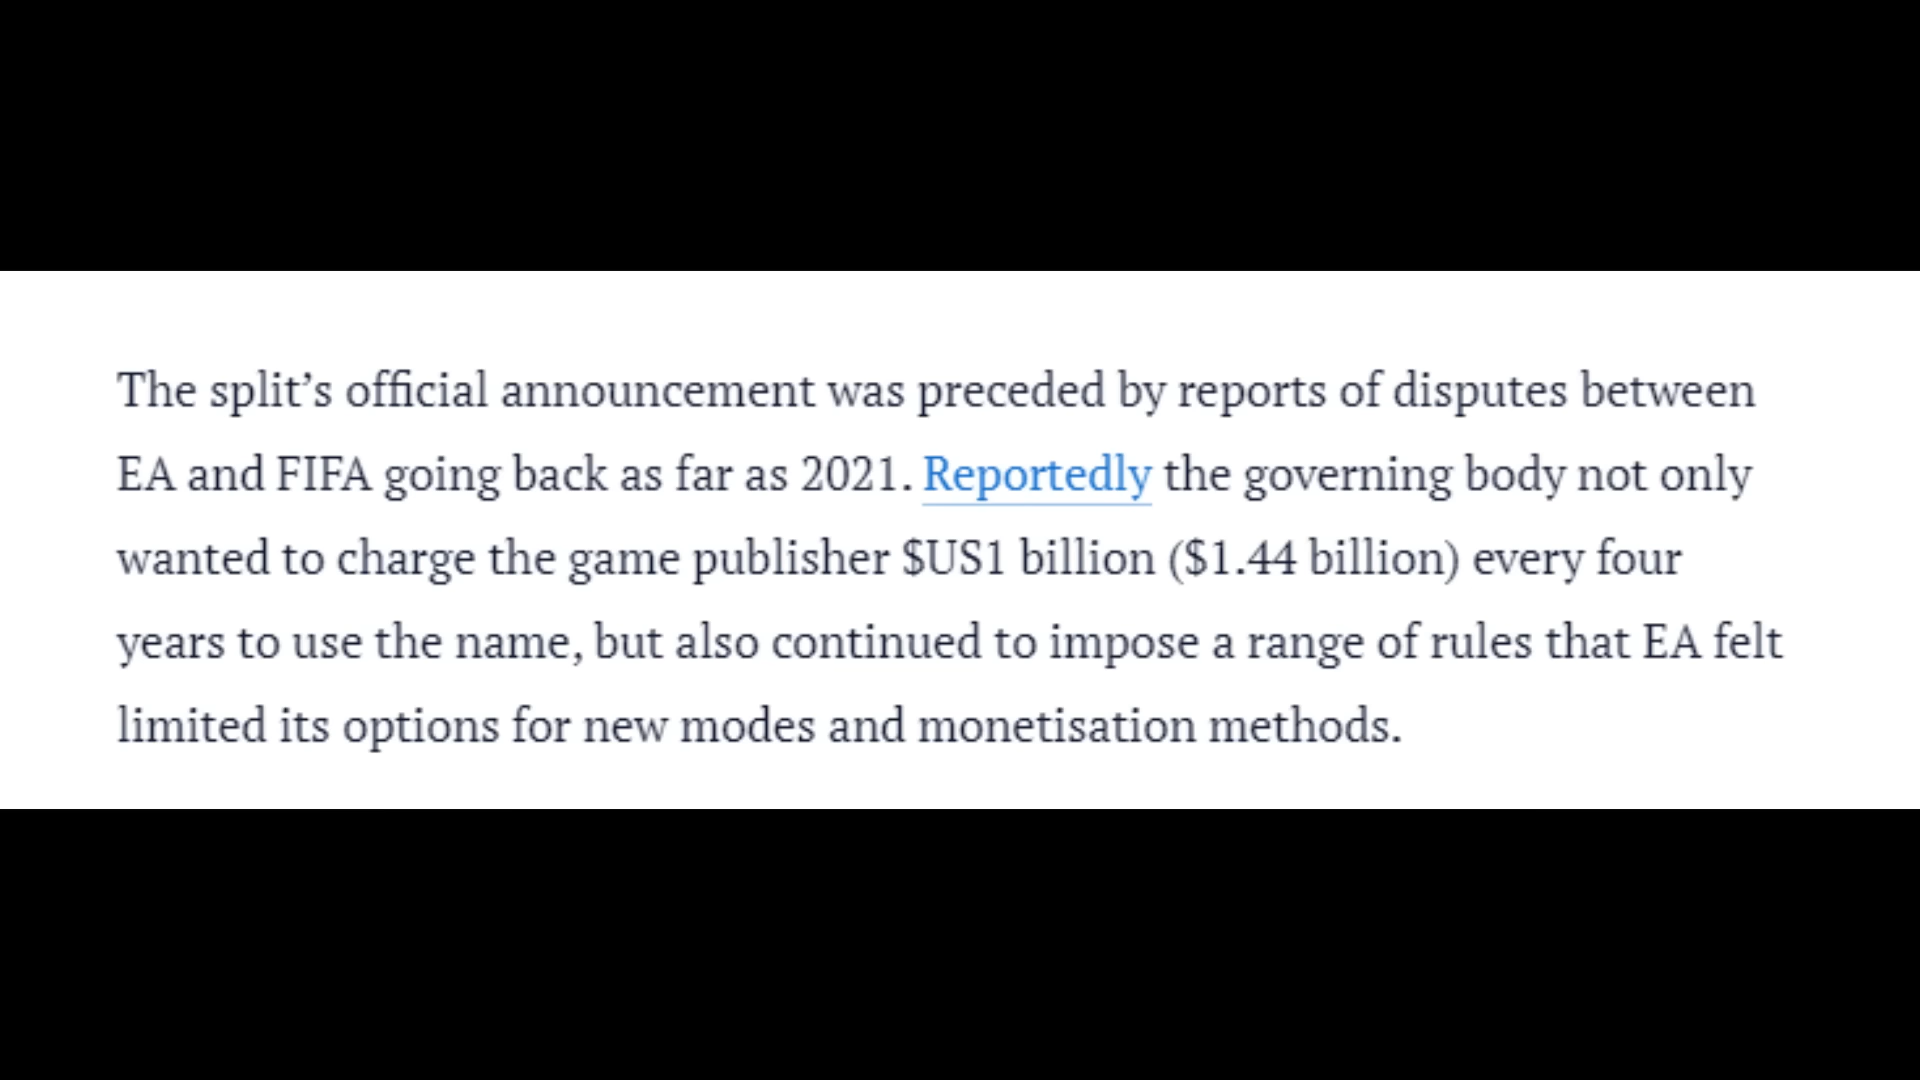 The split’s official announcement was preceded by reports of disputes between
EA and FIFA going back as far as 2021. Reportedly the governing body not only
wanted to charge the game publisher $US1 billion ($1.44 billion) every four
years to use the name, but also continued to impose a range of rules that EA felt
limited its options for new modes and monetisation methods.